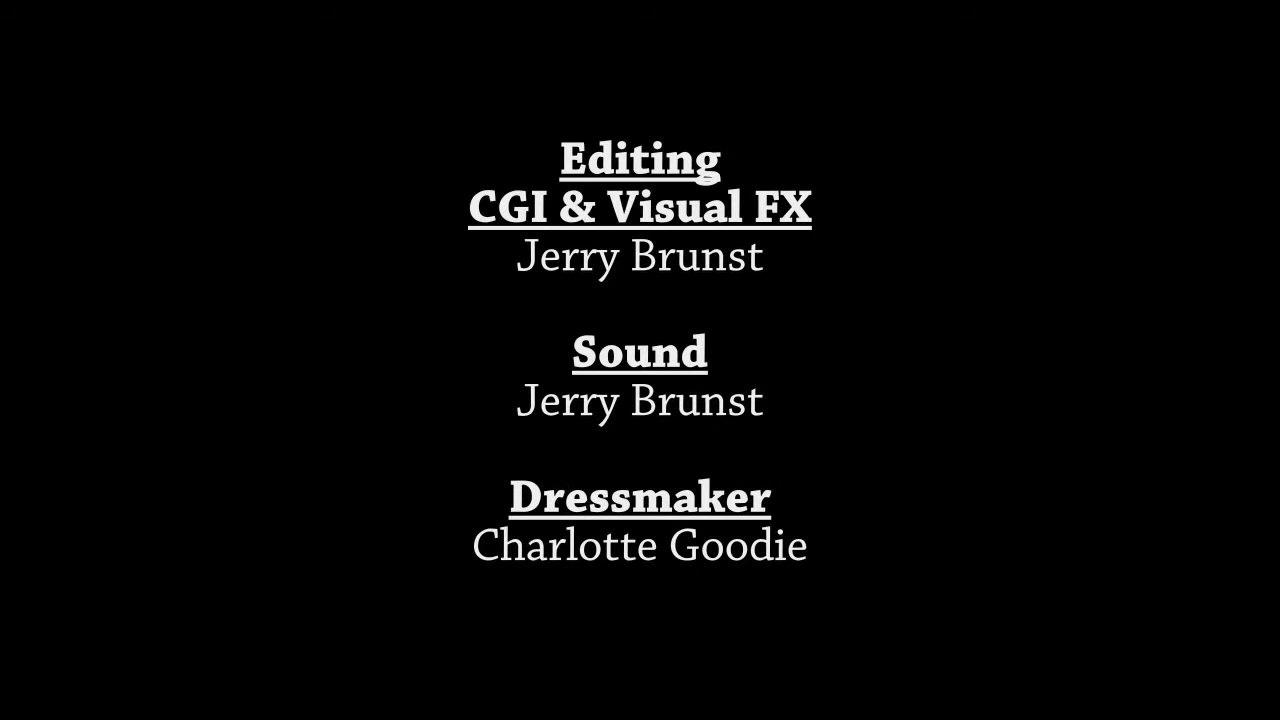 Editing
CGI & Visual FX
Jerry Brunst
Sound
Jerry Brunst
Dressmaker
Charlotte Goodie